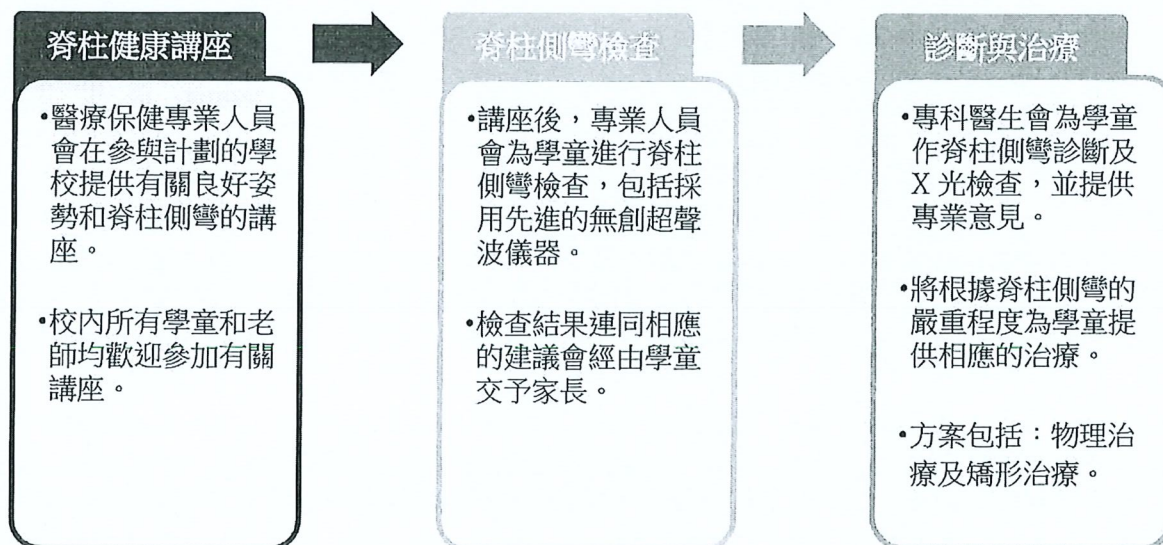 脊柱健康講座
•醫療保健專業人員
會在參與計劃的學
校提供有關良好姿
勢和脊柱側彎的講
座。
•校內所有學童和老
師均歡迎參加有關
講座。
脊柱側彎檢查
•講座後，專業人員
會為學童進行脊柱
側彎檢查，包括採
用先進的無創超聲
波儀器。
•檢查結果連同相應
的建議會經由學童
交予家長。
診斷與治療
•專科醫生會為學童
作脊柱側彎診斷及
X 光檢查，並提供
專業意見。
•將根據脊柱側彎的
嚴重程度為學童提
供相應的治療。
•方案包括：物理治
療及矯形治療。